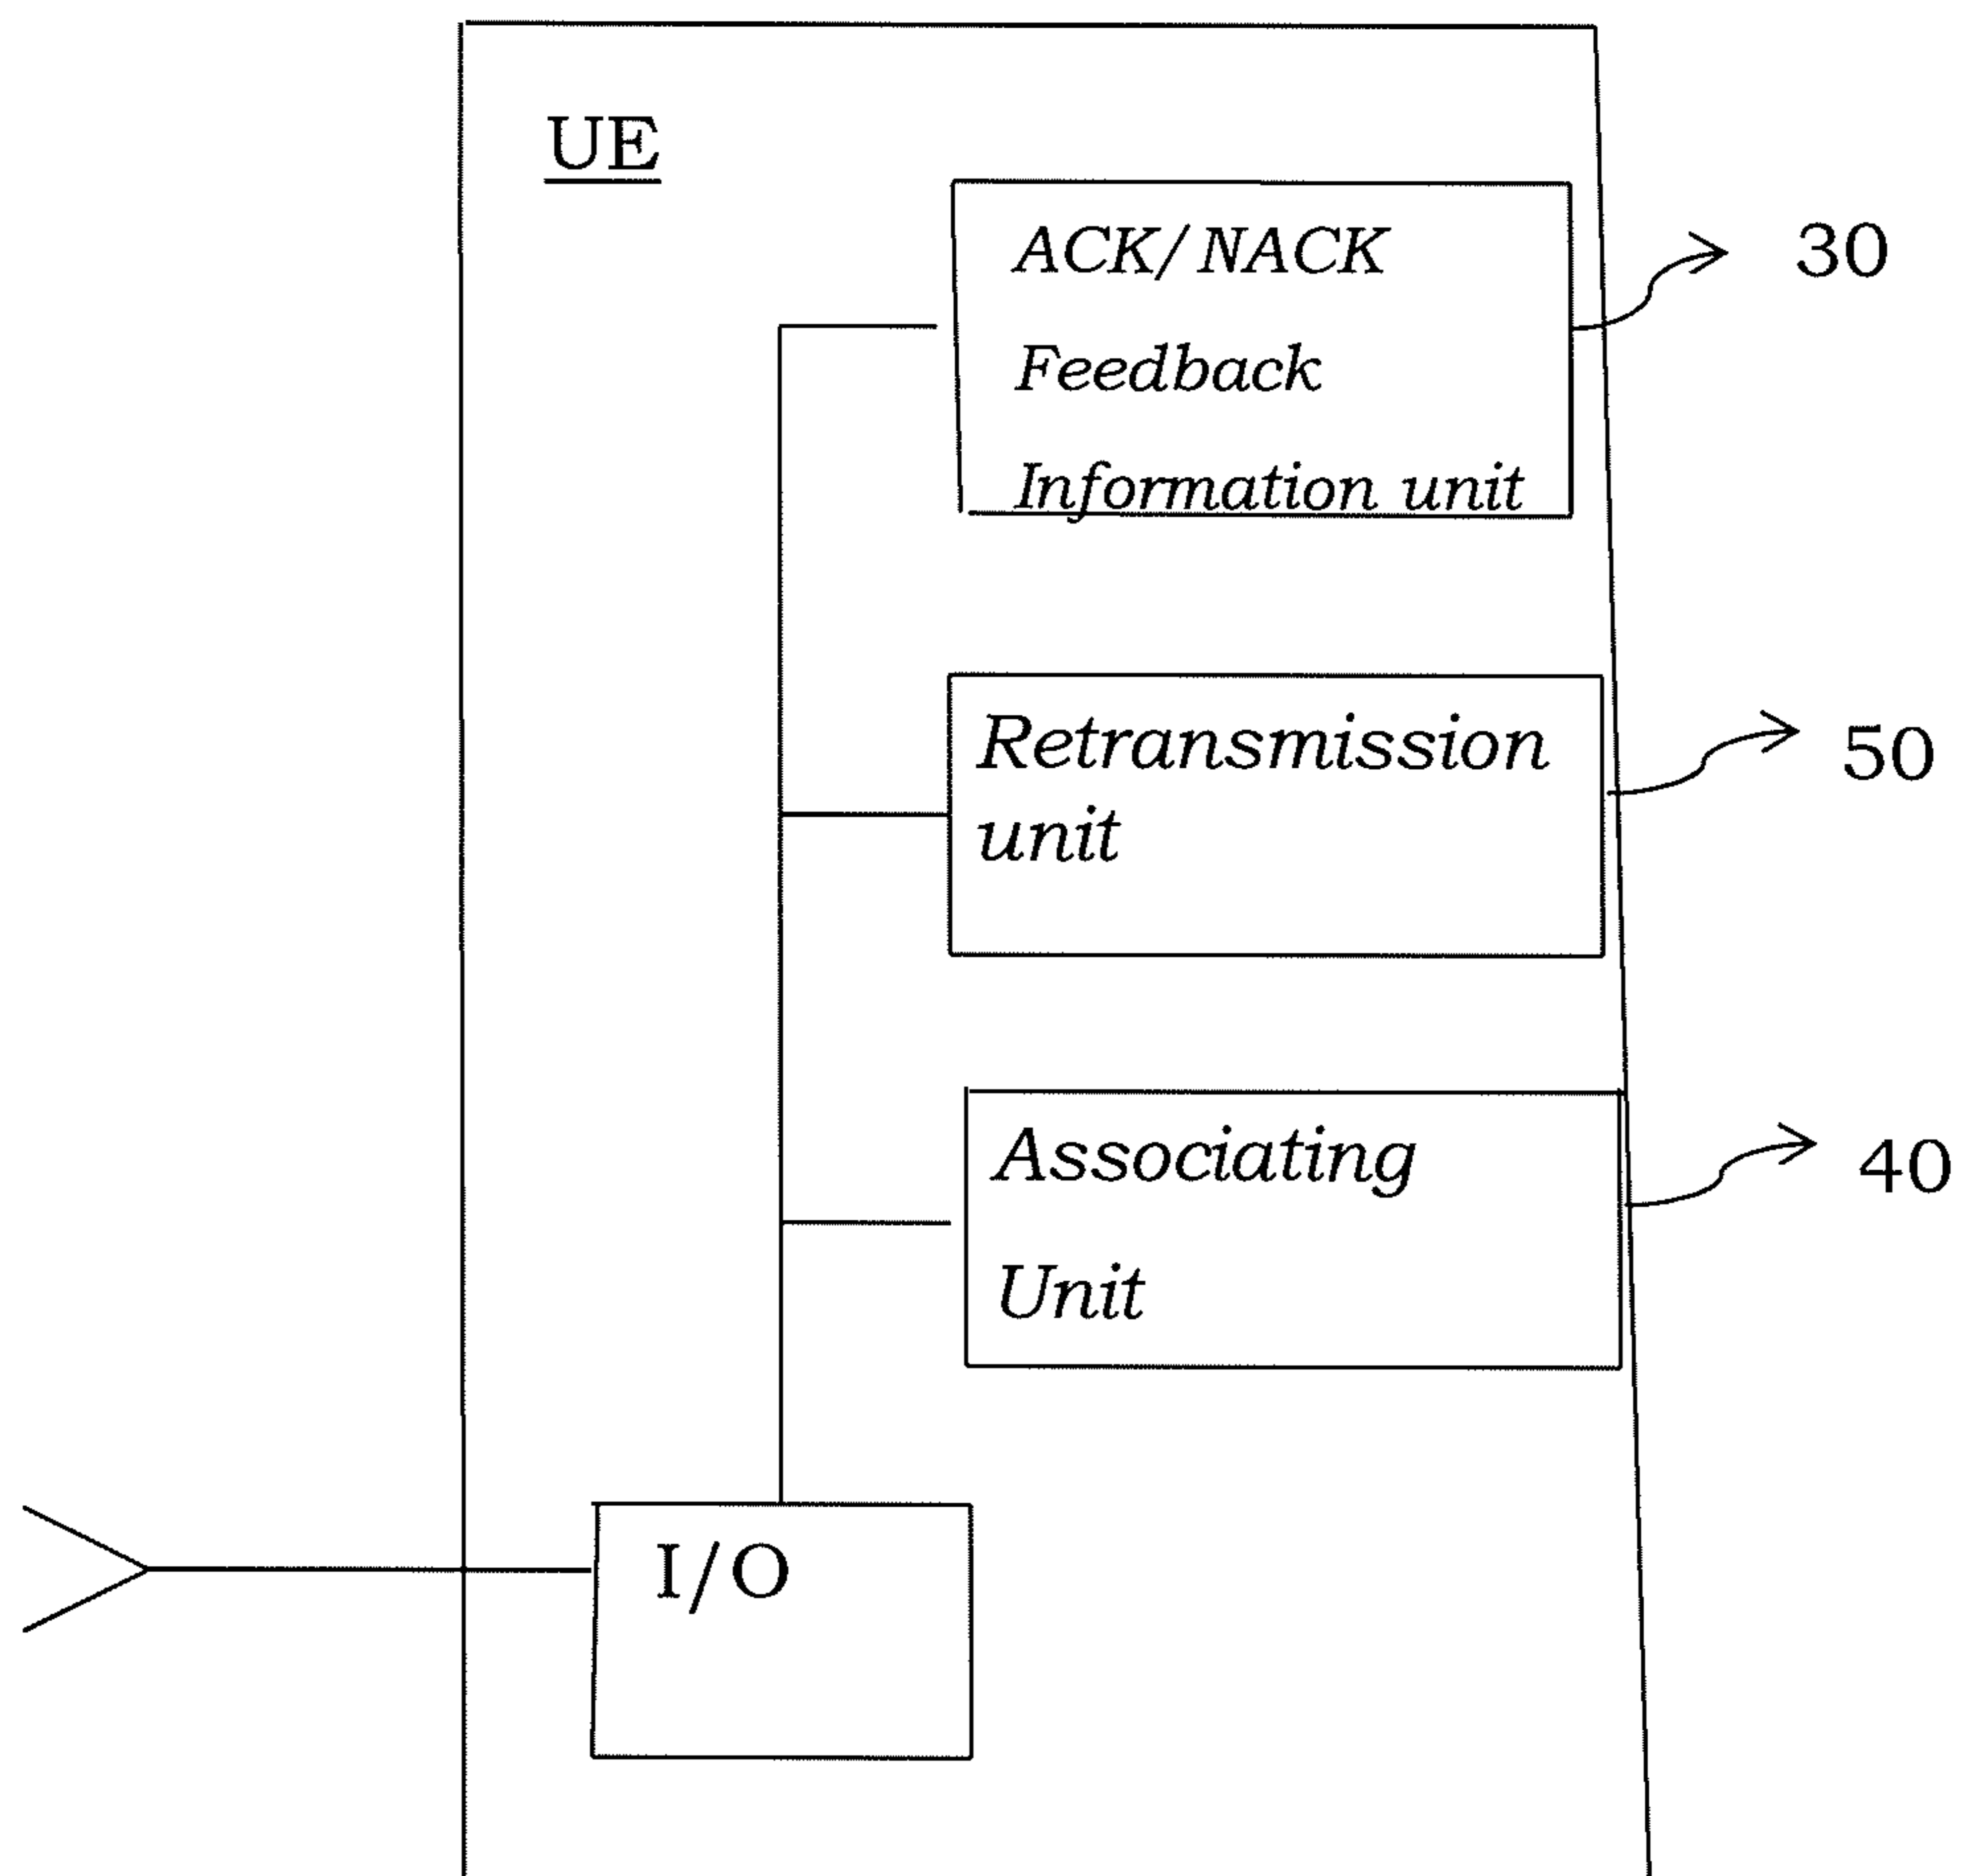 UE
ACK/NACK
Feedback
Information unit
30
Retransmission
unit
50
Associating
Unit
40
I/O